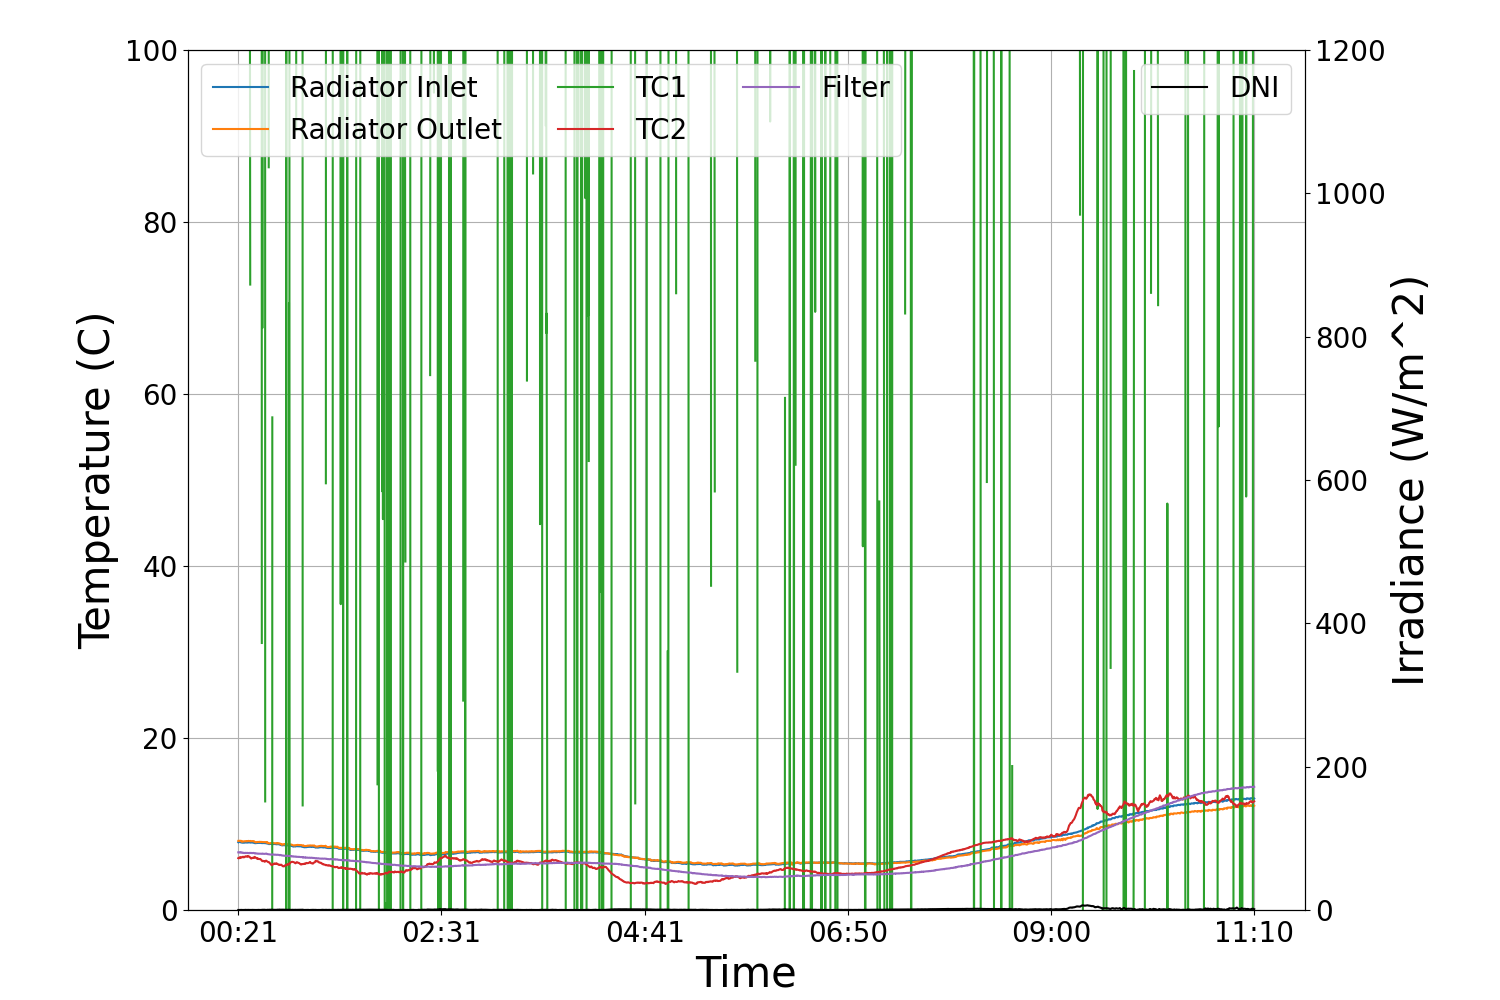 100
80
60
40
20
0
Temperature (C)
Radiator Inlet
Radiator Outlet
TC1
TC2
Filter
DNI
1200
1000
800
600
400
200
0
Irradiance (W/m^2)
00:21 02:31 04:41 06:50 09:00 11:10
Time